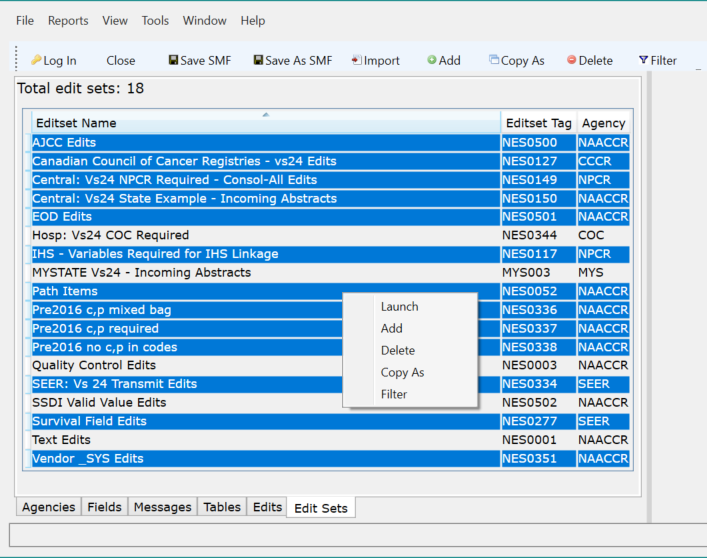 File Reports View Tools Window Help
Log In Close Save SMF Save As SMF Import Add Copy As Delete Filter
Total edit sets: 18
Editset Name Editset Tag Agency
AJCC Edits NES0500 NAACCR
Canadian Council of Cancer Registries - vs24 Edits NES0127 CCCR
Central: Vs24 NPCR Required - Consol-All Edits NES0149 NPCR
Central: Vs24 State Example - Incoming Abstracts NES0150 NAACCR
EOD Edits NES0501 NAACCR
Hosp: Vs24 COC Required NES0344 COC
IHS - Variables Required for IHS Linkage NES0117 NPCR
MYSTATE Vs24 - Incoming Abstracts MYS003 MYS
Path Items NES0052 NAACCR
Pre2016 c,p mixed bag NES0336 NAACCR
Pre2016 c,p required NES0337 NAACCR
Pre2016 no c,p in codes NES0338 NAACCR
Quality Control Edits NES0003 NAACCR
SEER: Vs 24 Transmit Edits NES0334 SEER
SSDI Valid Value Edits NES0502 NAACCR
Survival Field Edits NES0277 SEER
Text Edits NES0001 NAACCR
Vendor _SYS Edits NES0351 NAACCR
Launch
Add
Delete
Copy As
Filter
Agencies Fields Messages Tables Edits Edit Sets